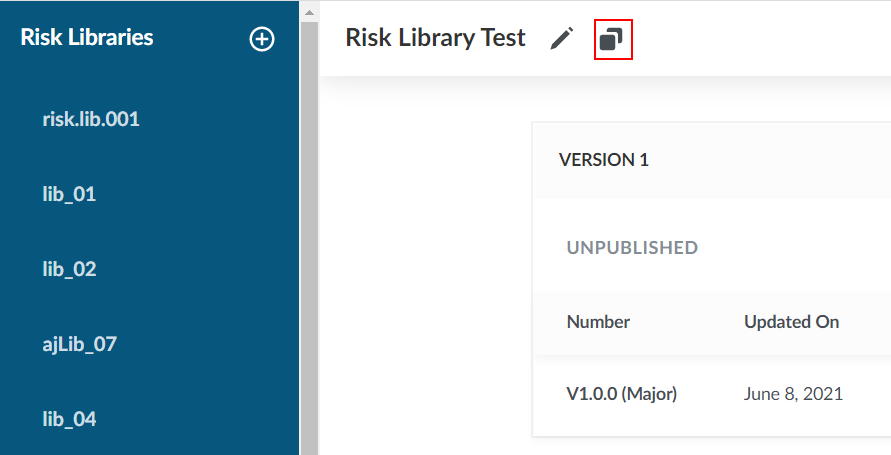 Risk Libraries
risk.lib.001
lib_01
lib_02
ajLib_07
lib_04
Risk Library Test
VERSION 1
UNPUBLISHED
Number Updated On
V1.0.0 (Major) June 8, 2021